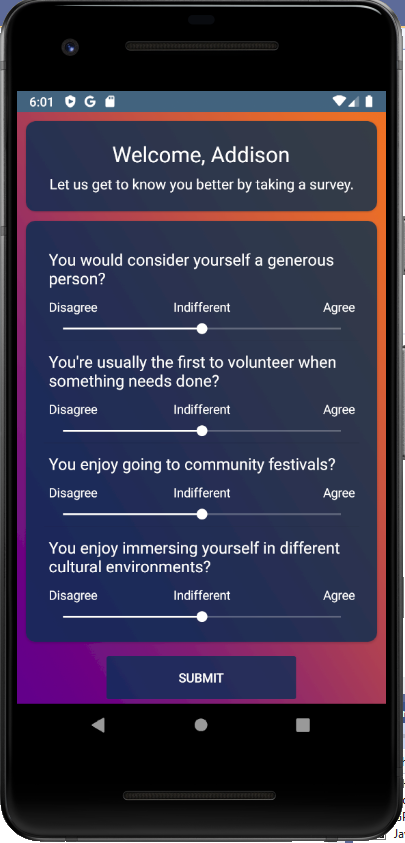 6:01
Welcome, Addison
Let us get to know you better by taking a survey.
You would consider yourself a generous
person?
Disagree Indifferent Agree
You're usually the first to volunteer when
something needs done?
Disagree Indifferent Agree
You enjoy going to community festivals?
Disagree Indifferent Agree
You enjoy immersing yourself in different
cultural environments?
Disagree Indifferent Agree
SUBMIT